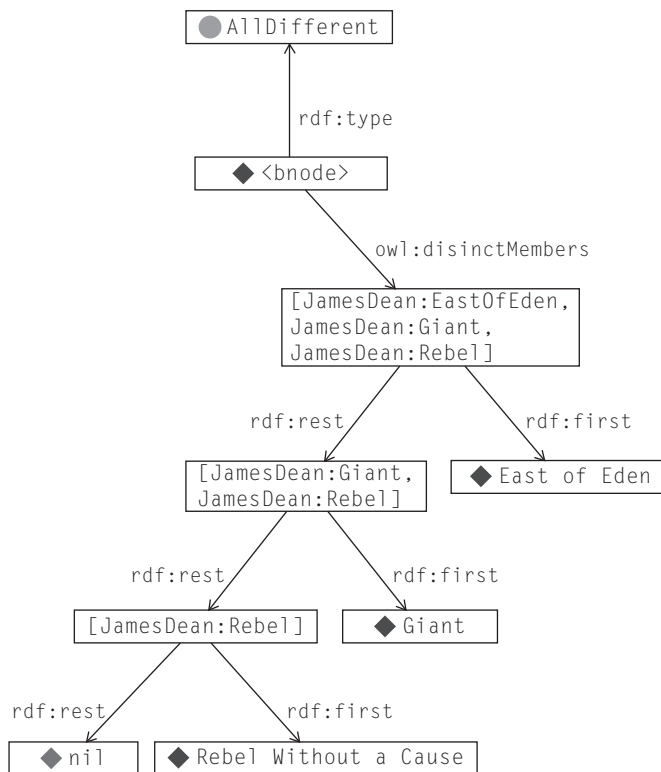 AllDifferent
rdf:type
<bnode>
owl:disinctMembers
[JamesDean:EastOfEden,
JamesDean:Giant,
JamesDean:Rebel]
rdf:rest
rdf:first
[JamesDean:Giant,
JamesDean:Rebel]
East of Eden
rdf:rest
rdf:first
[JamesDean:Rebel]
Giant
rdf:rest
rdf:first
nil
Rebel Without a Cause